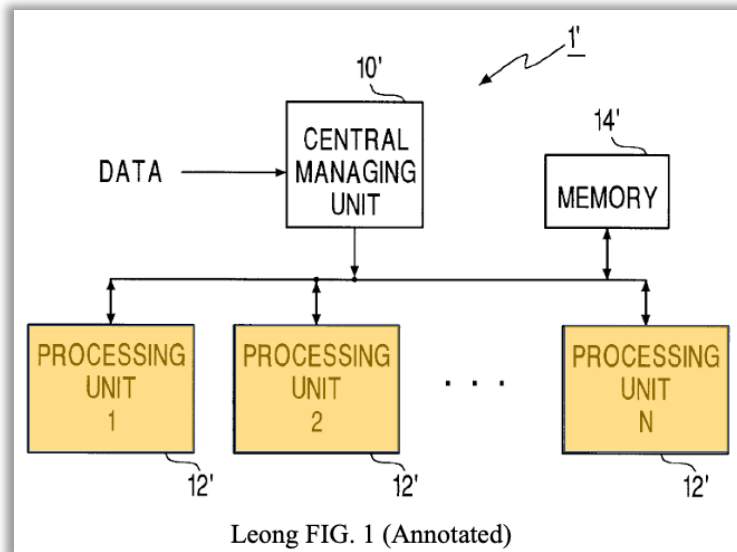 1'
10'
CENTRAL
MANAGING
UNIT
DATA
14'
MEMORY
PROCESSING
UNIT
1
PROCESSING
UNIT
2
. . .
PROCESSING
UNIT
N
12'
12'
12'
Leong FIG. 1 (Annotated)